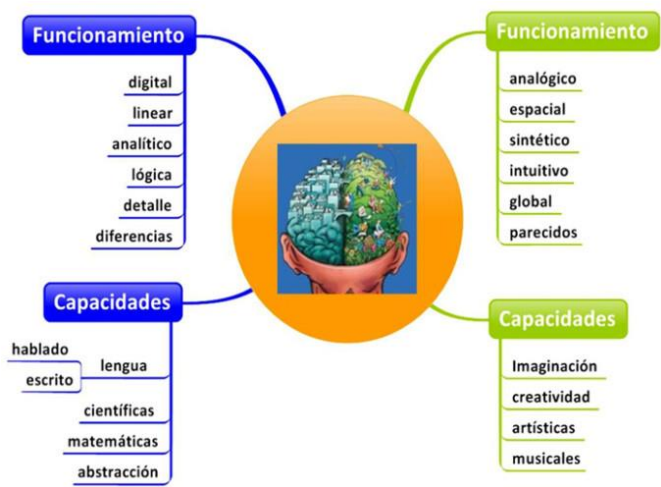 Funcionamiento
digital
linear
analítico
lógica
detalle
diferencias
Capacidades
hablado
escrito
lengua
científicas
matemáticas
abstracción
Funcionamiento
analógico
espacial
sintético
intuitivo
global
parecidos
Capacidades
Imaginación
creatividad
artísticas
musicales